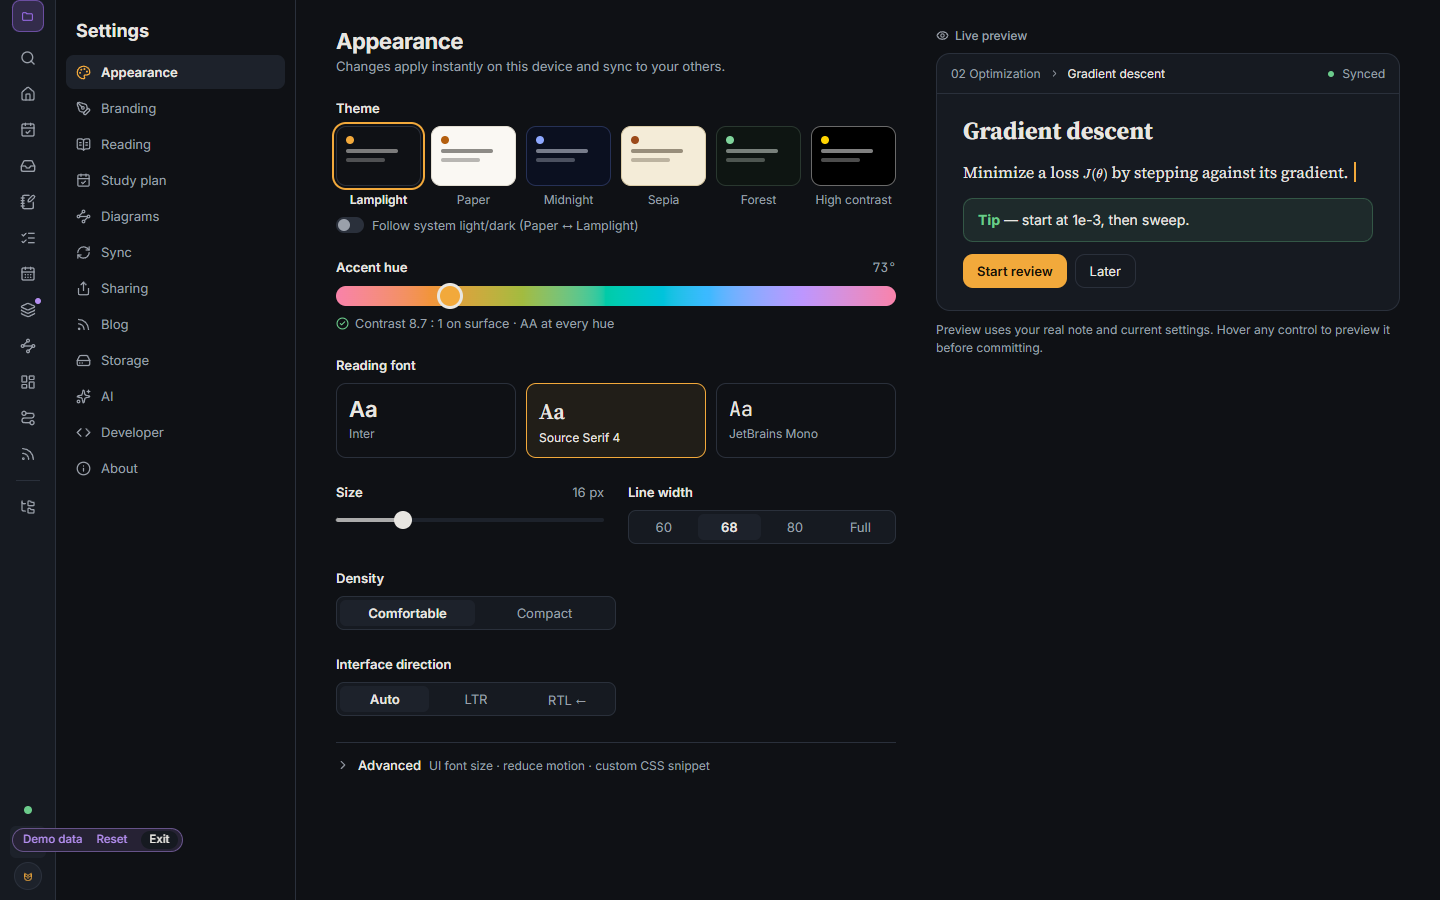 Settings
Appearance
Branding
Reading
Study plan
Diagrams
Sync
Sharing
Blog
Storage
AI
Developer
About
Demo data Reset Exit
Appearance
Changes apply instantly on this device and sync to your others.
Theme
Lamplight Paper Midnight Sepia Forest High contrast
Follow system light/dark (Paper ↔ Lamplight)
Accent hue 73°
Contrast 8.7 : 1 on surface · AA at every hue
Reading font
Aa Aa Aa
Inter Source Serif 4 JetBrains Mono
Size 16 px Line width
60 68 80 Full
Density
Comfortable Compact
Interface direction
Auto LTR RTL ←
Advanced UI font size · reduce motion · custom CSS snippet
Live preview
02 Optimization › Gradient descent Synced
Gradient descent
Minimize a loss J(θ) by stepping against its gradient.
Tip — start at 1e-3, then sweep.
Start review Later
Preview uses your real note and current settings. Hover any control to preview it
before committing.